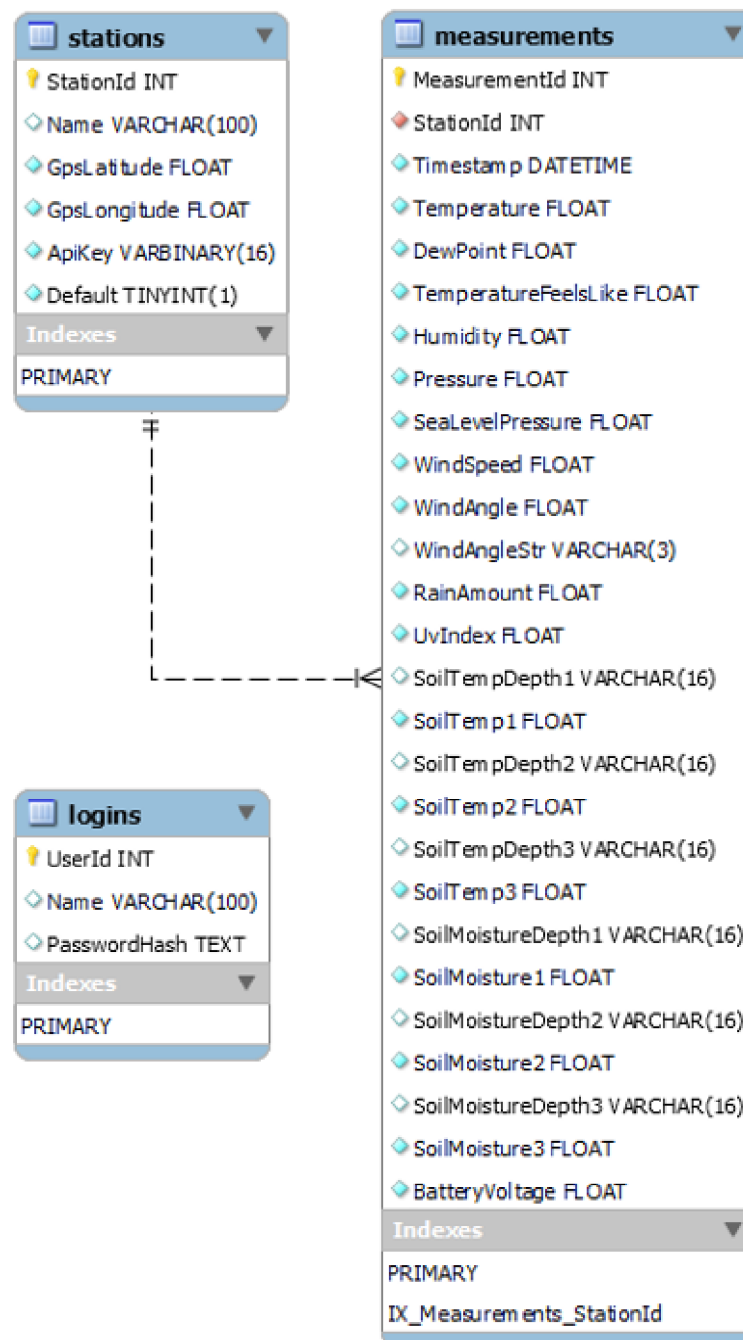 stations
StationId INT
Name VARCHAR(100)
GpsLatitude FLOAT
GpsLongitude FLOAT
ApiKey VARBINARY(16)
Default TINYINT(1)
Indexes
PRIMARY
measurements
MeasurementId INT
StationId INT
Timestamp DATETIME
Temperature FLOAT
DewPoint FLOAT
TemperatureFeelsLike FLOAT
Humidity FLOAT
Pressure FLOAT
SeaLevelPressure FLOAT
WindSpeed FLOAT
WindAngle FLOAT
WindAngleStr VARCHAR(3)
RainAmount FLOAT
UvIndex FLOAT
SoilTempDepth1 VARCHAR(16)
SoilTemp1 FLOAT
SoilTempDepth2 VARCHAR(16)
SoilTemp2 FLOAT
SoilTempDepth3 VARCHAR(16)
SoilTemp3 FLOAT
SoilMoistureDepth1 VARCHAR(16)
SoilMoisture1 FLOAT
SoilMoistureDepth2 VARCHAR(16)
SoilMoisture2 FLOAT
SoilMoistureDepth3 VARCHAR(16)
SoilMoisture3 FLOAT
BatteryVoltage FLOAT
Indexes
PRIMARY
IX_Measurements_StationId
logins
UserId INT
Name VARCHAR(100)
PasswordHash TEXT
Indexes
PRIMARY